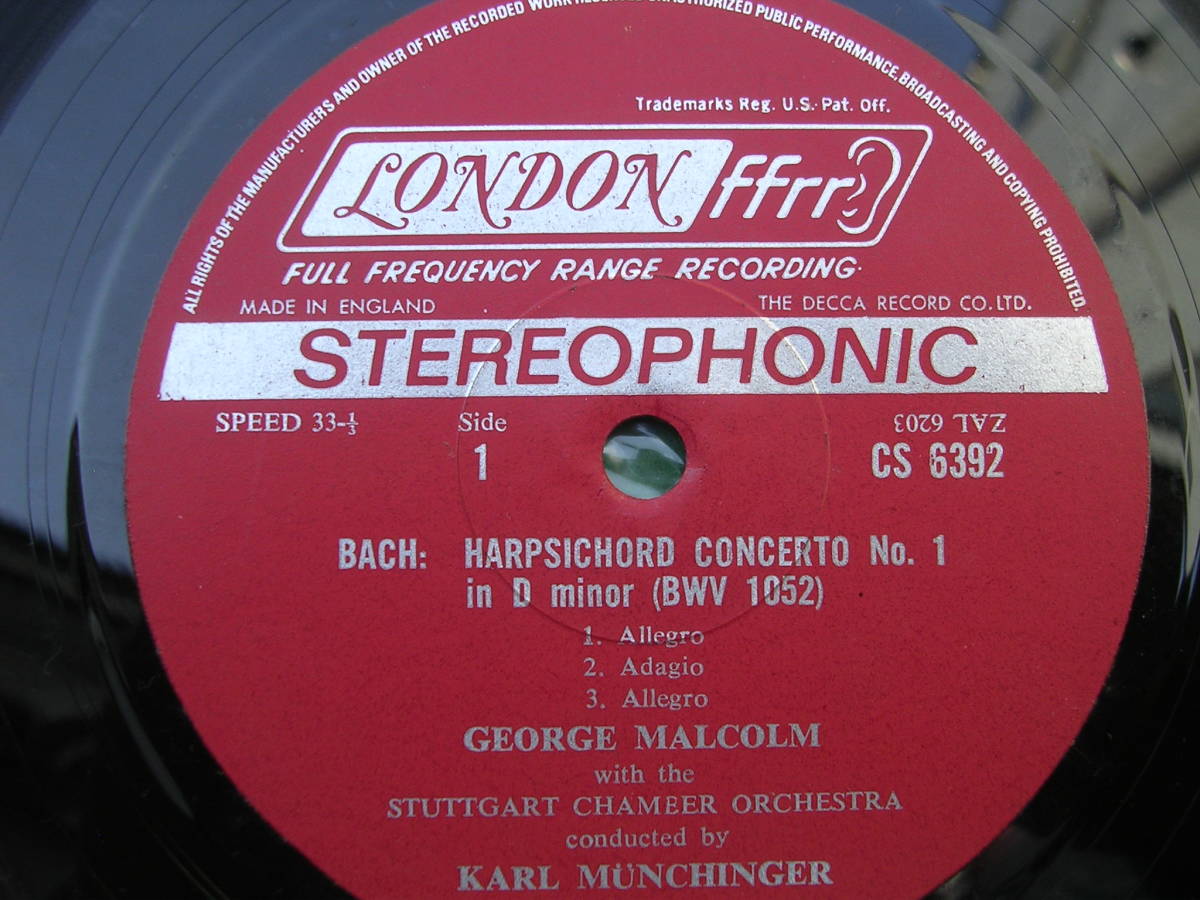 ALL RIGHTS OF THE MANUFACTURERS AND OWNER OF THE RECORDED WORK UNAUTHORIZED PUBLIC PERFORMANCE, BROADCASTING AND COPYING PROHIBITED.
Trademarks Reg. U.S. Pat. Off.
LONDON ffrr
FULL FREQUENCY RANGE RECORDING
MADE IN ENGLAND THE DECCA RECORD CO. LTD.
STEREOPHONIC
SPEED 33-⅓ Side ZAL 6203
1 CS 6392
BACH: HARPSICHORD CONCERTO No. 1
in D minor (BWV 1052)
1. Allegro
2. Adagio
3. Allegro
GEORGE MALCOLM
with the
STUTTGART CHAMBER ORCHESTRA
conducted by
KARL MÜNCHINGER